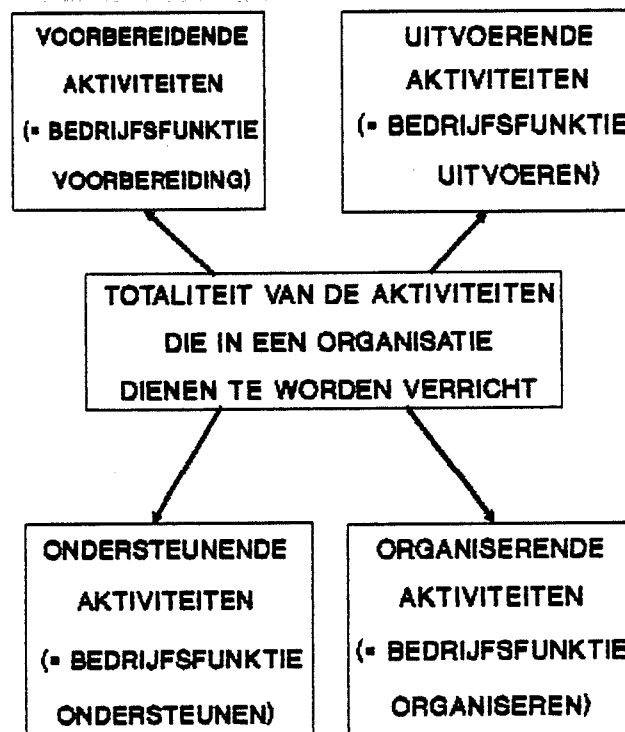 VOORBEREIDENDE
AKTIVITEITEN
(= BEDRIJFSFUNKTIE
VOORBEREIDING)
UITVOERENDE
AKTIVITEITEN
(= BEDRIJFSFUNKTIE
UITVOEREN)
TOTALITEIT VAN DE AKTIVITEITEN
DIE IN EEN ORGANISATIE
DIENEN TE WORDEN VERRICHT
ONDERSTEUNENDE
AKTIVITEITEN
(= BEDRIJFSFUNKTIE
ONDERSTEUNEN)
ORGANISERENDE
AKTIVITEITEN
(= BEDRIJFSFUNKTIE
ORGANISEREN)